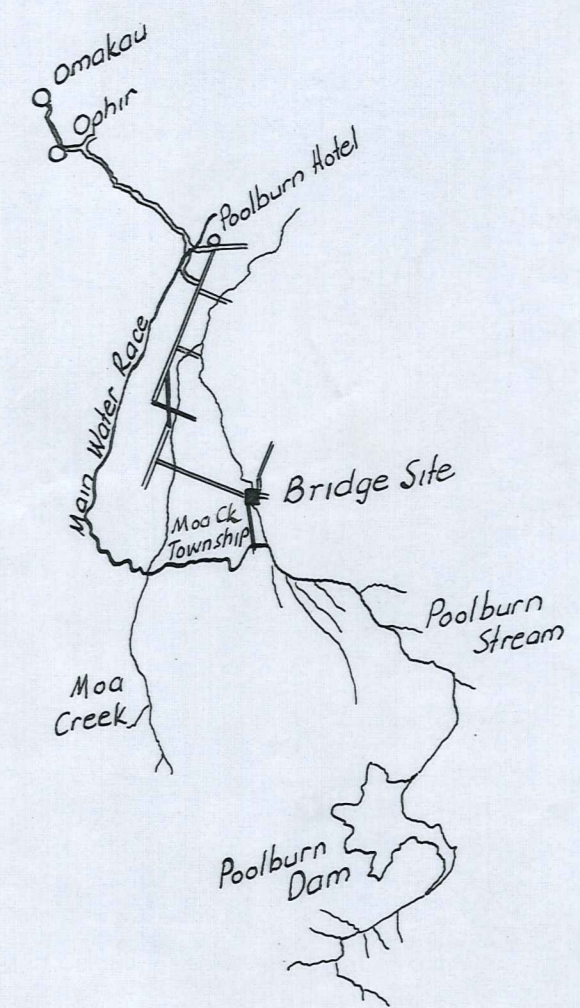 Omakau
Ophir
Poolburn Hotel
Main Water Race
Bridge Site
Moa Ck
Township
Poolburn
Stream
Moa
Creek
Poolburn
Dam